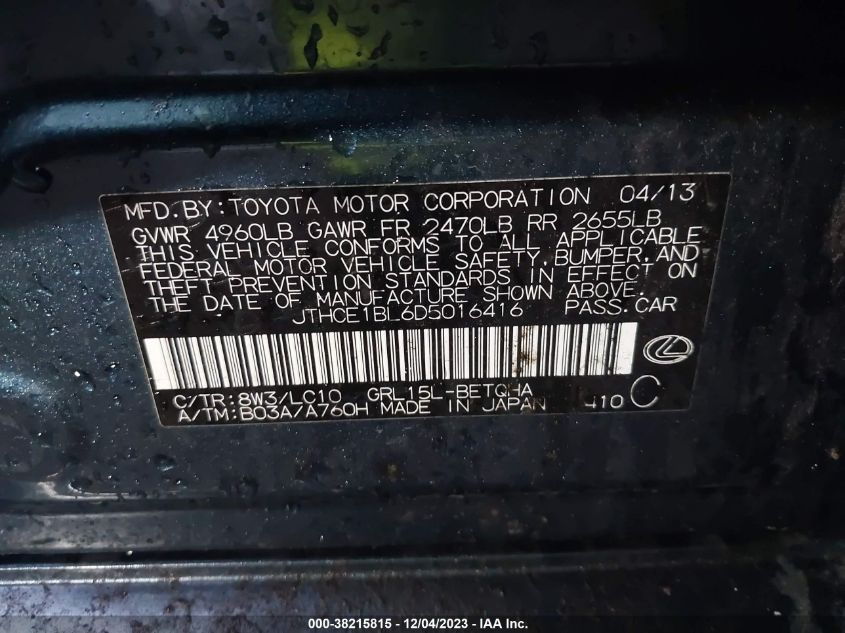 MFD. BY: TOYOTA MOTOR CORPORATION 04/13
GVWR 4960LB GAWR FR 2470LB RR 2655LB
THIS VEHICLE CONFORMS TO ALL APPLICABLE
FEDERAL MOTOR VEHICLE SAFETY, BUMPER, AND
THEFT PREVENTION STANDARDS IN EFFECT ON
THE DATE OF MANUFACTURE SHOWN ABOVE.
JTHCE1BL6D5016416 PASS. CAR
C/TR: 8W3/LC10 GRL15L-BETQHA
A/TM: B03A/A760H MADE IN JAPAN 410 C
000-38215815 - 12/04/2023 - IAA Inc.